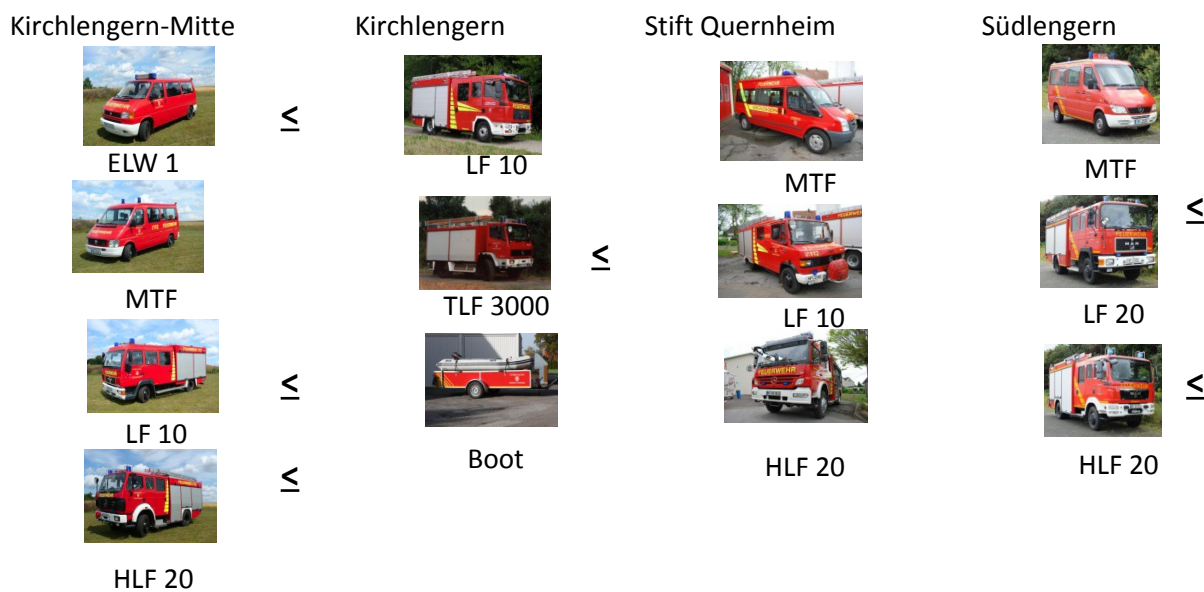 Kirchlengern-Mitte Kirchlengern Stift Quernheim Südlengern
≤
ELW 1 LF 10 MTF MTF
≤ ≤
MTF TLF 3000 LF 10 LF 20
≤ ≤
LF 10 Boot HLF 20 HLF 20
≤
HLF 20